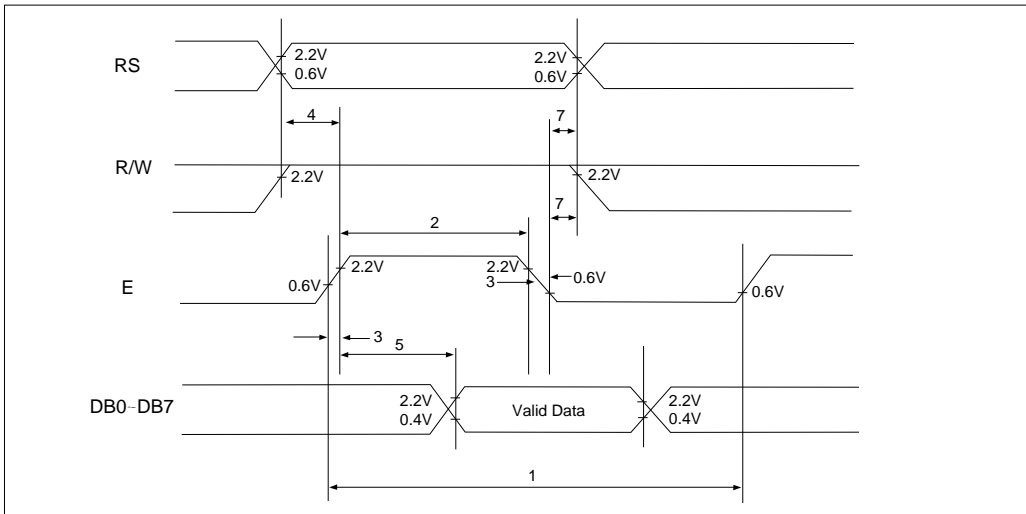 RS
2.2V
0.6V
2.2V
0.6V
4
7
R/W
2.2V
2.2V
7
2
E
0.6V
2.2V
2.2V
3
0.6V
0.6V
3
5
DB0~DB7
2.2V
0.4V
Valid Data
2.2V
0.4V
1